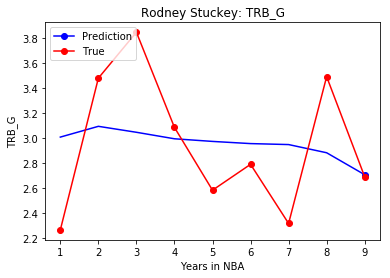 Rodney Stuckey: TRB_G
Prediction
True
3.8
3.6
3.4
3.2
3.0
2.8
2.6
2.4
2.2
TRB_G
1 2 3 4 5 6 7 8 9
Years in NBA